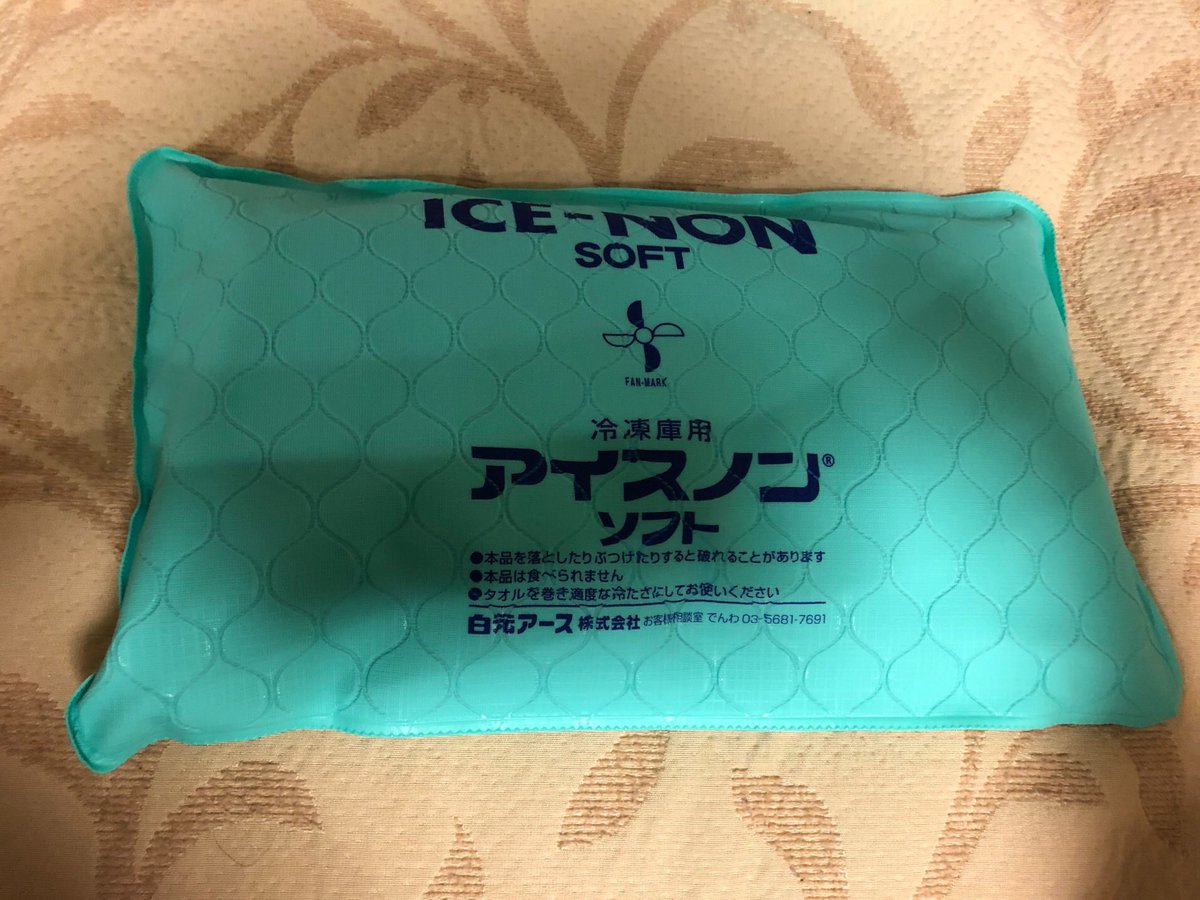 ICE-NON
SOFT
FAN-MARK
冷凍庫用
アイスノン®
ソフト
●本品を落としたりぶつけたりすると破れることがあります
●本品は食べられません
●タオルを巻き適度な冷たさにしてお使いください
白元アース株式会社 お客様相談室 でんわ 03-5681-7691